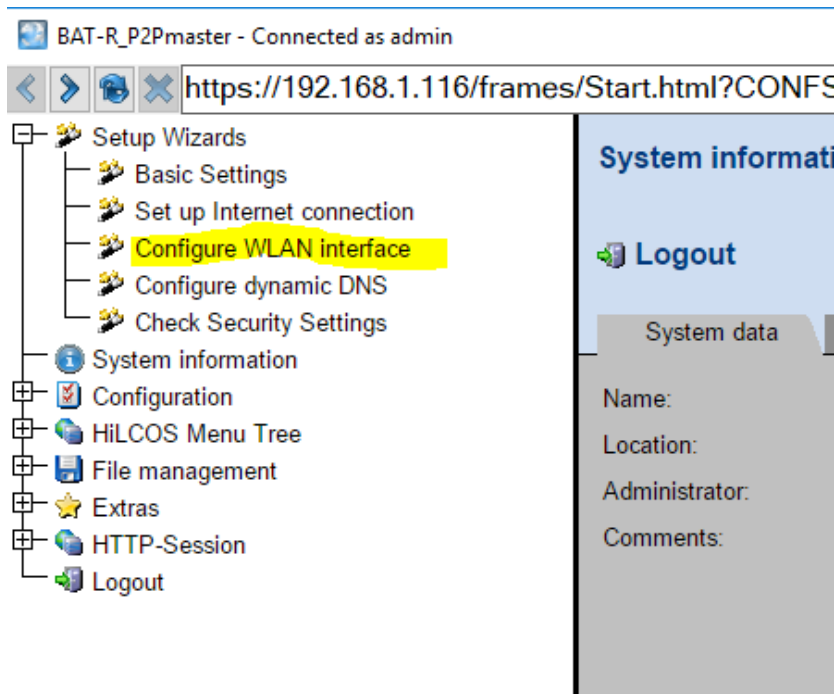 BAT-R_P2Pmaster - Connected as admin
https://192.168.1.116/frames/Start.html?CONFS
Setup Wizards
Basic Settings
Set up Internet connection
Configure WLAN interface
Configure dynamic DNS
Check Security Settings
System information
Configuration
HiLCOS Menu Tree
File management
Extras
HTTP-Session
Logout
System informati
Logout
System data
Name:
Location:
Administrator:
Comments: